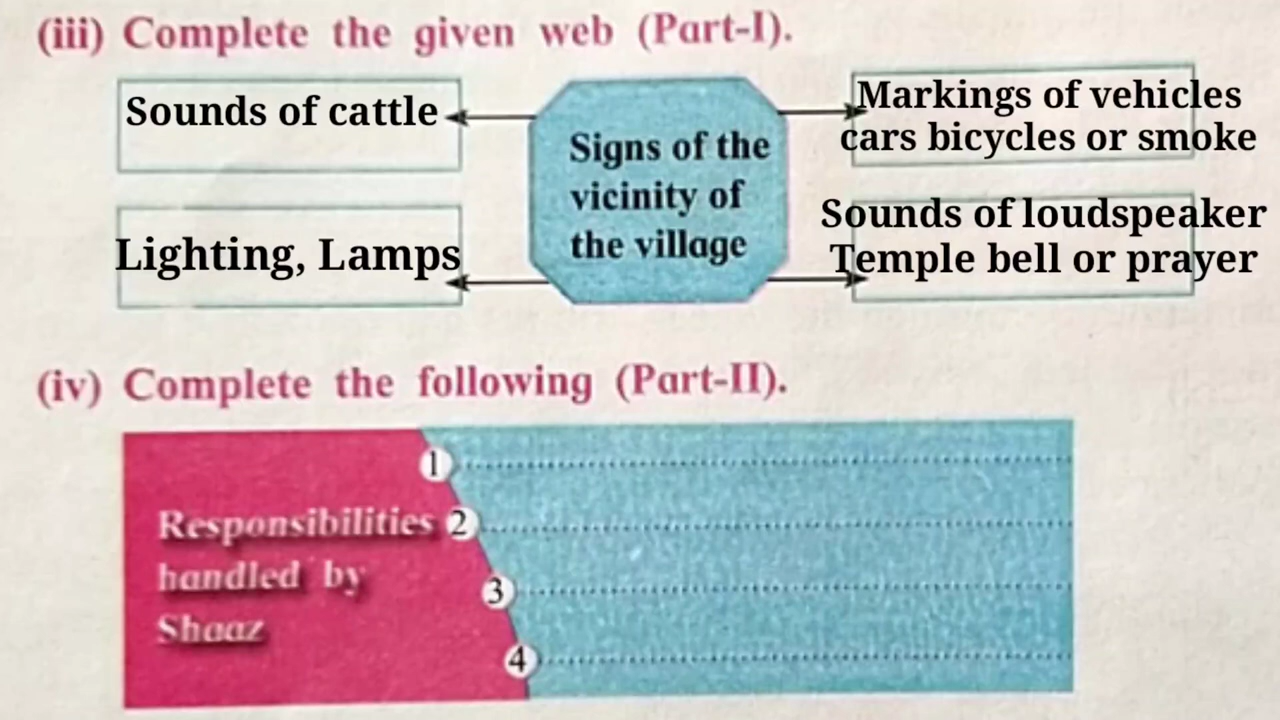 (iii) Complete the given web (Part-I).
Sounds of cattle
Markings of vehicles
cars bicycles or smoke
Signs of the
vicinity of
the village
Lighting, Lamps
Sounds of loudspeaker
Temple bell or prayer
(iv) Complete the following (Part-II).
Responsibilities
handled by
Shaaz
1
2
3
4